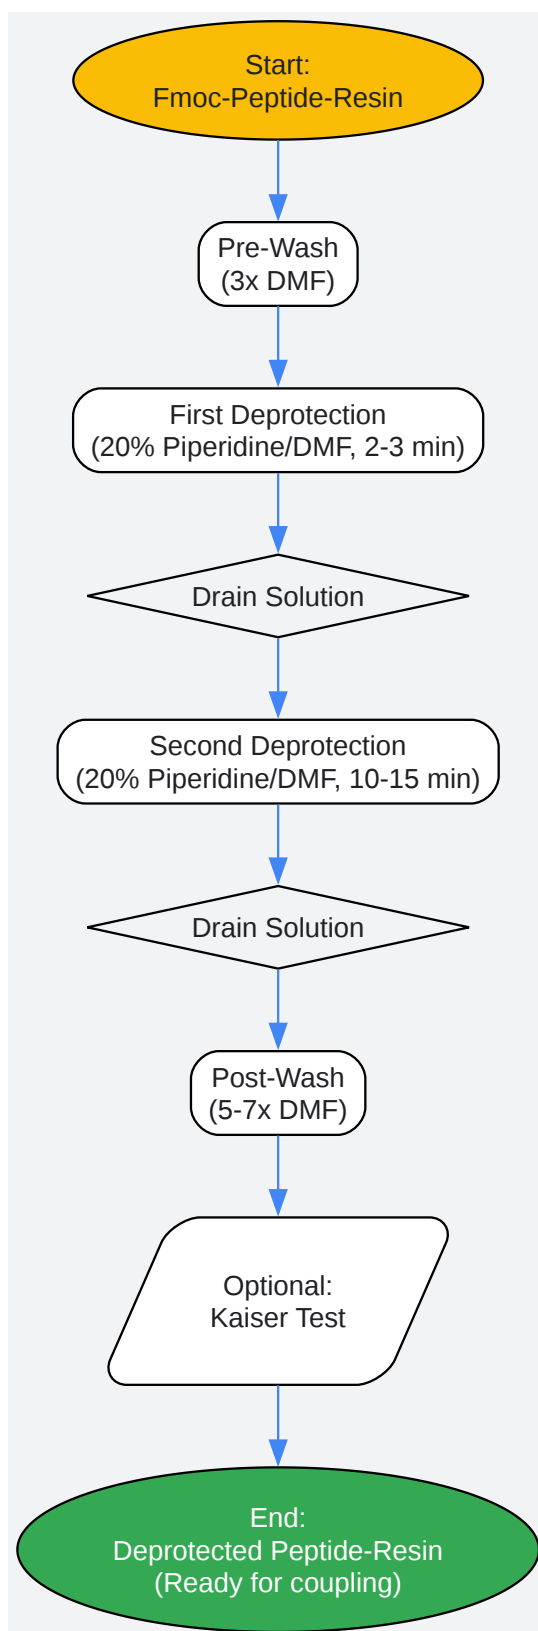 Start:
Fmoc-Peptide-Resin
Pre-Wash
(3x DMF)
First Deprotection
(20% Piperidine/DMF, 2-3 min)
Drain Solution
Second Deprotection
(20% Piperidine/DMF, 10-15 min)
Drain Solution
Post-Wash
(5-7x DMF)
Optional:
Kaiser Test
End:
Deprotected Peptide-Resin
(Ready for coupling)